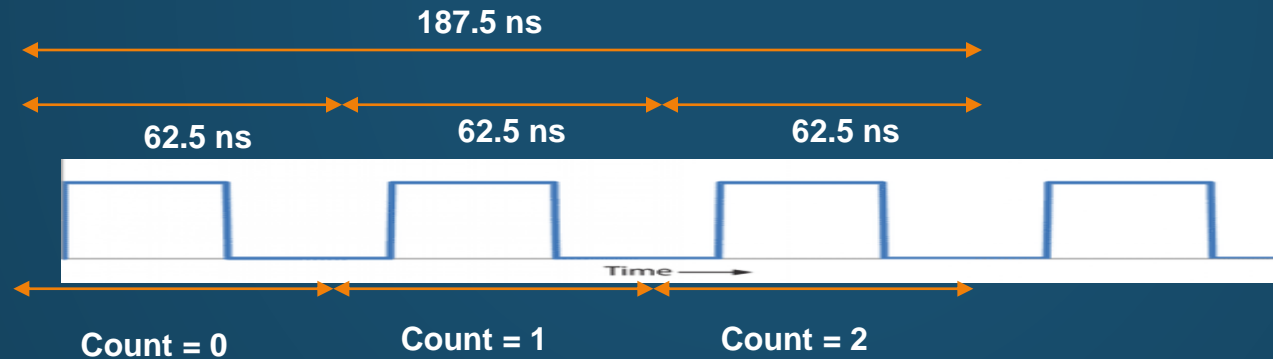 187.5 ns
62.5 ns 62.5 ns 62.5 ns
Time
Count = 0 Count = 1 Count = 2